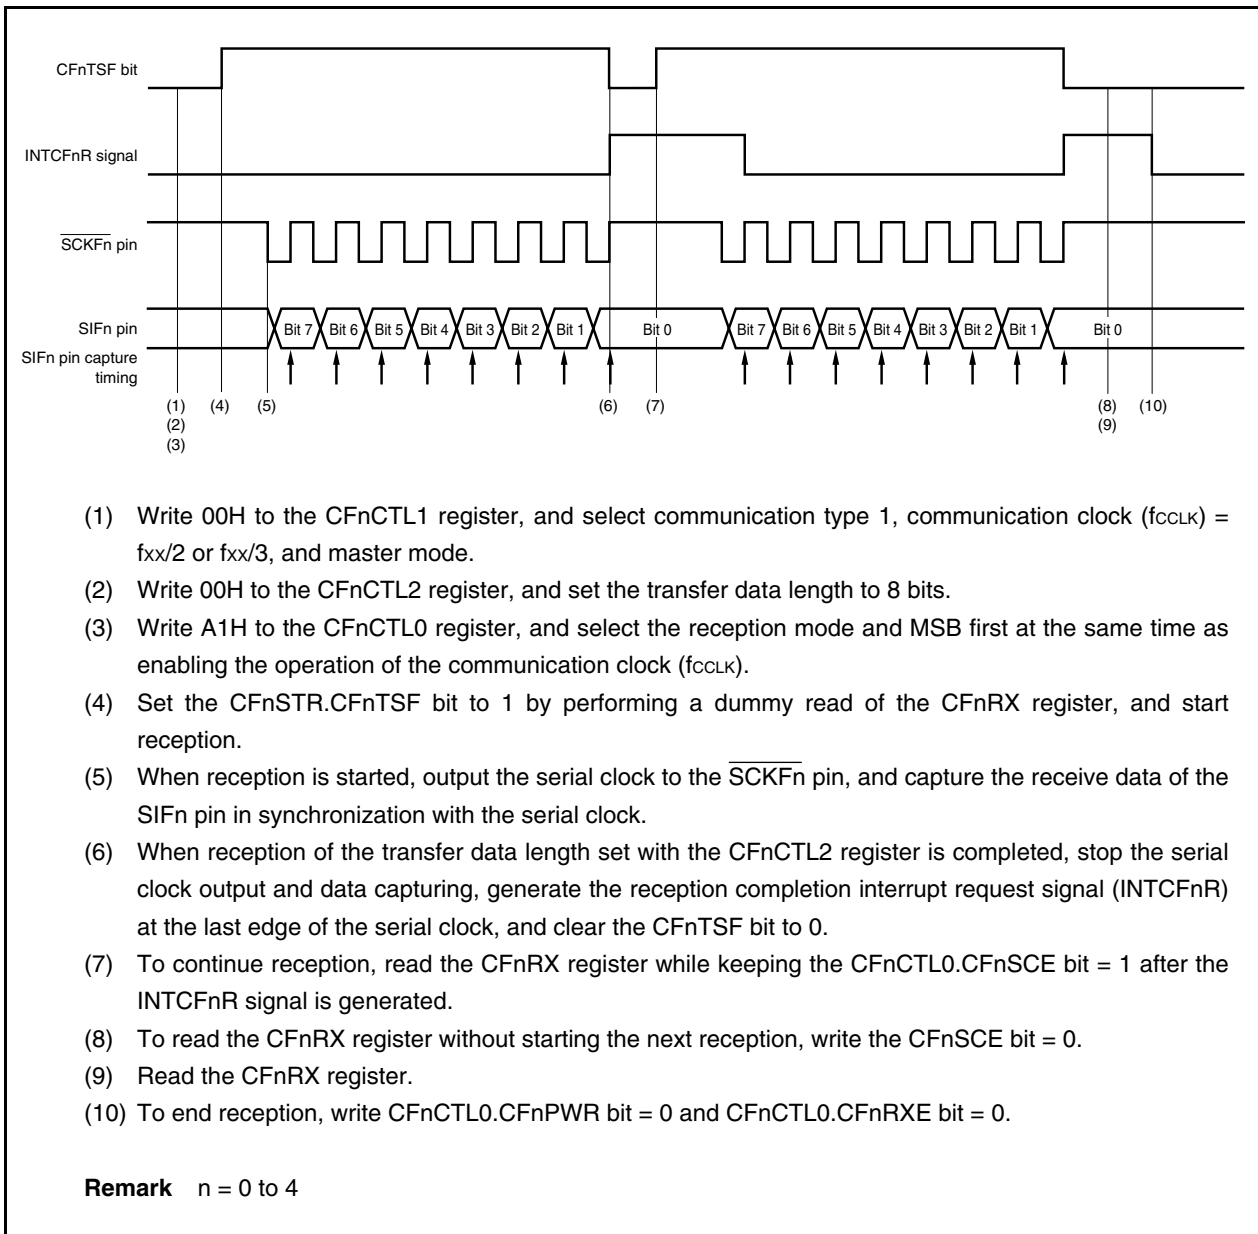 CFnTSF bit
INTCFnR signal
SCKFn pin
SIFn pin
Bit 7 Bit 6 Bit 5 Bit 4 Bit 3 Bit 2 Bit 1 Bit 0 Bit 7 Bit 6 Bit 5 Bit 4 Bit 3 Bit 2 Bit 1 Bit 0
SIFn pin capture
timing
(1) (4) (5) (6) (7) (8) (10)
(2) (9)
(3)
(1) Write 00H to the CFnCTL1 register, and select communication type 1, communication clock (fCCLK) =
fxx/2 or fxx/3, and master mode.
(2) Write 00H to the CFnCTL2 register, and set the transfer data length to 8 bits.
(3) Write A1H to the CFnCTL0 register, and select the reception mode and MSB first at the same time as
enabling the operation of the communication clock (fCCLK).
(4) Set the CFnSTR.CFnTSF bit to 1 by performing a dummy read of the CFnRX register, and start
reception.
(5) When reception is started, output the serial clock to the SCKFn pin, and capture the receive data of the
SIFn pin in synchronization with the serial clock.
(6) When reception of the transfer data length set with the CFnCTL2 register is completed, stop the serial
clock output and data capturing, generate the reception completion interrupt request signal (INTCFnR)
at the last edge of the serial clock, and clear the CFnTSF bit to 0.
(7) To continue reception, read the CFnRX register while keeping the CFnCTL0.CFnSCE bit = 1 after the
INTCFnR signal is generated.
(8) To read the CFnRX register without starting the next reception, write the CFnSCE bit = 0.
(9) Read the CFnRX register.
(10) To end reception, write CFnCTL0.CFnPWR bit = 0 and CFnCTL0.CFnRXE bit = 0.
Remark n = 0 to 4